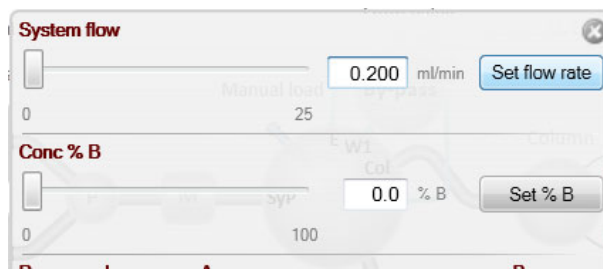 System flow
0.200 ml/min Set flow rate
Manual load By-pass
0 25
E W1 Column
Conc % B
Col
0.0 % B Set % B
P M SyP
0 100